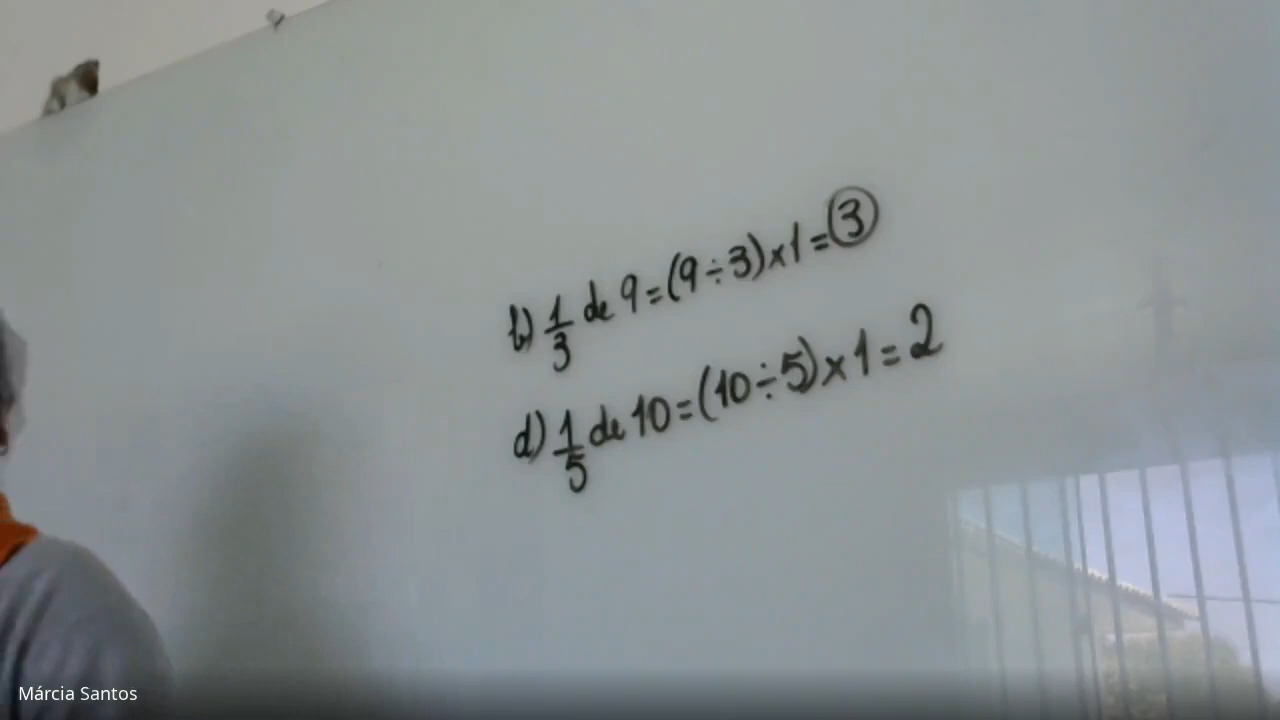 b) 1/3 de 9 = (9 ÷ 3) x 1 = 3
d) 1/5 de 10 = (10 ÷ 5) x 1 = 2
Márcia Santos